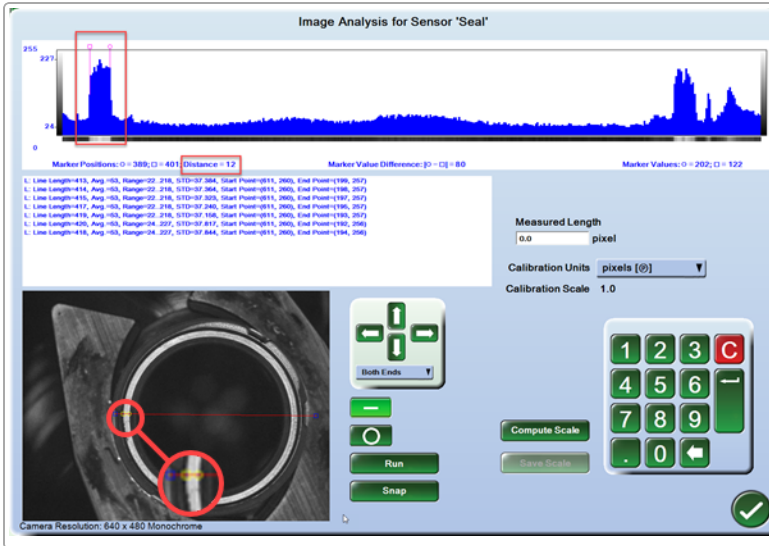 Image Analysis for Sensor 'Seal'
255
227
24
0
Marker Positions: O = 389; □ = 401; Distance = 12
Marker Value Difference: |O - □| = 80
Marker Values: O = 202; □ = 122
L: Line Length=413, Avg.=53, Range=22..218, STD=37.384, Start Point=(611, 260), End Point=(199, 257)
L: Line Length=414, Avg.=53, Range=22..218, STD=37.364, Start Point=(611, 260), End Point=(198, 257)
L: Line Length=415, Avg.=53, Range=22..218, STD=37.323, Start Point=(611, 260), End Point=(197, 257)
L: Line Length=417, Avg.=53, Range=22..218, STD=37.240, Start Point=(611, 260), End Point=(195, 257)
L: Line Length=419, Avg.=53, Range=22..218, STD=37.158, Start Point=(611, 260), End Point=(193, 257)
L: Line Length=420, Avg.=53, Range=24..227, STD=37.817, Start Point=(611, 260), End Point=(192, 256)
L: Line Length=418, Avg.=53, Range=24..227, STD=37.844, Start Point=(611, 260), End Point=(194, 256)
Measured Length
0.0 pixel
Calibration Units pixels [℗]
Calibration Scale 1.0
Both Ends
1 2 3 C
4 5 6
7 8 9
. 0
Compute Scale
Run
Save Scale
Snap
Camera Resolution: 640 x 480 Monochrome